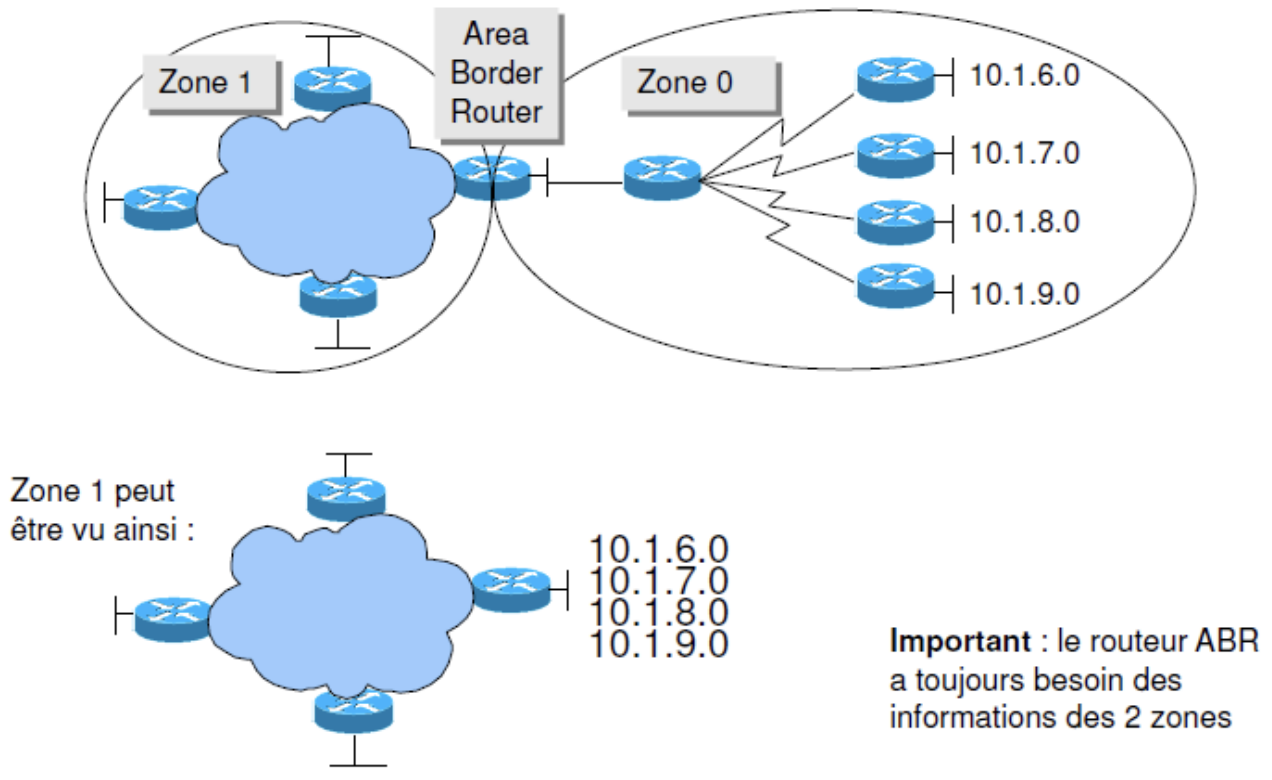 Zone 1
Area
Border
Router
Zone 0
10.1.6.0
10.1.7.0
10.1.8.0
10.1.9.0
Zone 1 peut
être vu ainsi :
10.1.6.0
10.1.7.0
10.1.8.0
10.1.9.0
Important : le routeur ABR
a toujours besoin des
informations des 2 zones